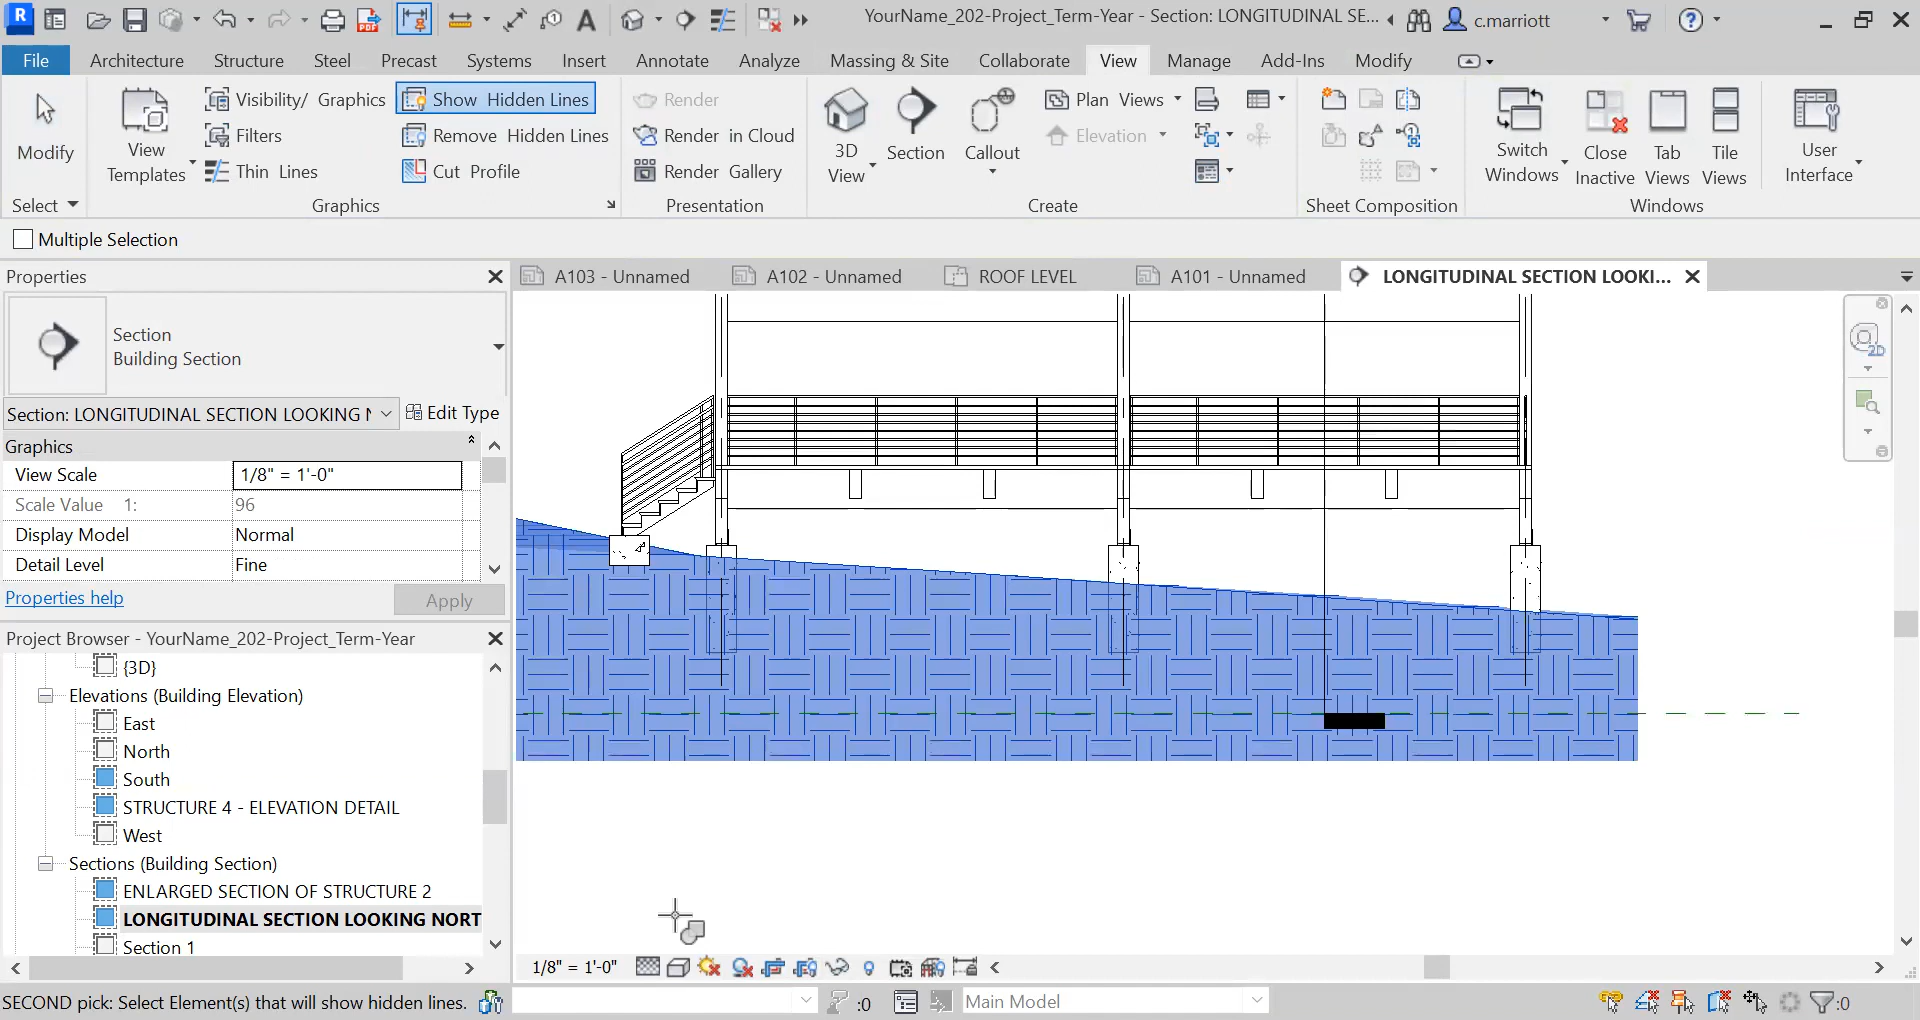 YourName_202-Project_Term-Year - Section: LONGITUDINAL SE...
c.marriott
File Architecture Structure Steel Precast Systems Insert Annotate Analyze Massing & Site Collaborate View Manage Add-Ins Modify
Modify
Select
View Templates
Visibility/ Graphics
Filters
Thin Lines
Show Hidden Lines
Remove Hidden Lines
Cut Profile
Graphics
Render
Render in Cloud
Render Gallery
Presentation
3D View
Section
Callout
Plan Views
Elevation
Create
Sheet Composition
Switch Windows
Close Inactive
Tab Views
Tile Views
User Interface
Windows
Multiple Selection
Properties
A103 - Unnamed
A102 - Unnamed
ROOF LEVEL
A101 - Unnamed
LONGITUDINAL SECTION LOOKI...
Section
Building Section
Section: LONGITUDINAL SECTION LOOKING N
Edit Type
Graphics
View Scale 1/8" = 1'-0"
Scale Value 1: 96
Display Model Normal
Detail Level Fine
Properties help
Apply
Project Browser - YourName_202-Project_Term-Year
{3D}
Elevations (Building Elevation)
East
North
South
STRUCTURE 4 - ELEVATION DETAIL
West
Sections (Building Section)
ENLARGED SECTION OF STRUCTURE 2
LONGITUDINAL SECTION LOOKING NORT
Section 1
2D
1/8" = 1'-0"
SECOND pick: Select Element(s) that will show hidden lines.
:0
Main Model
:0